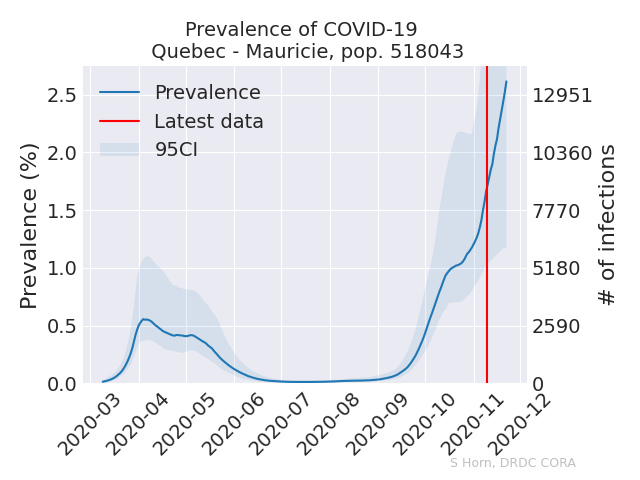 Prevalence of COVID-19
Quebec - Mauricie, pop. 518043
Prevalence
Latest data
95CI
Prevalence (%)
2.5
2.0
1.5
1.0
0.5
0.0
12951
10360
7770
5180
2590
0
# of infections
2020-03
2020-04
2020-05
2020-06
2020-07
2020-08
2020-09
2020-10
2020-11
2020-12
S Horn, DRDC CORA